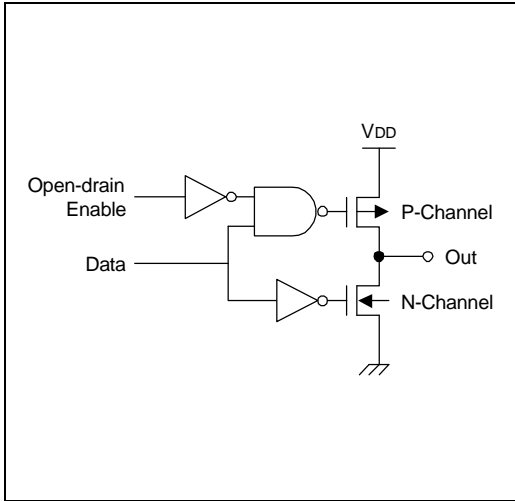 VDD
Open-drain
Enable
P-Channel
Data
Out
N-Channel